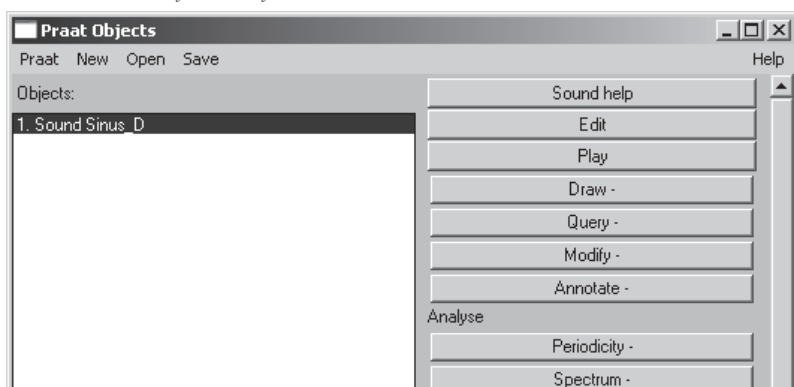 Praat Objects
Praat New Open Save Help
Objects:
1. Sound Sinus_D
Sound help
Edit
Play
Draw -
Query -
Modify -
Annotate -
Analyse
Periodicity -
Spectrum -